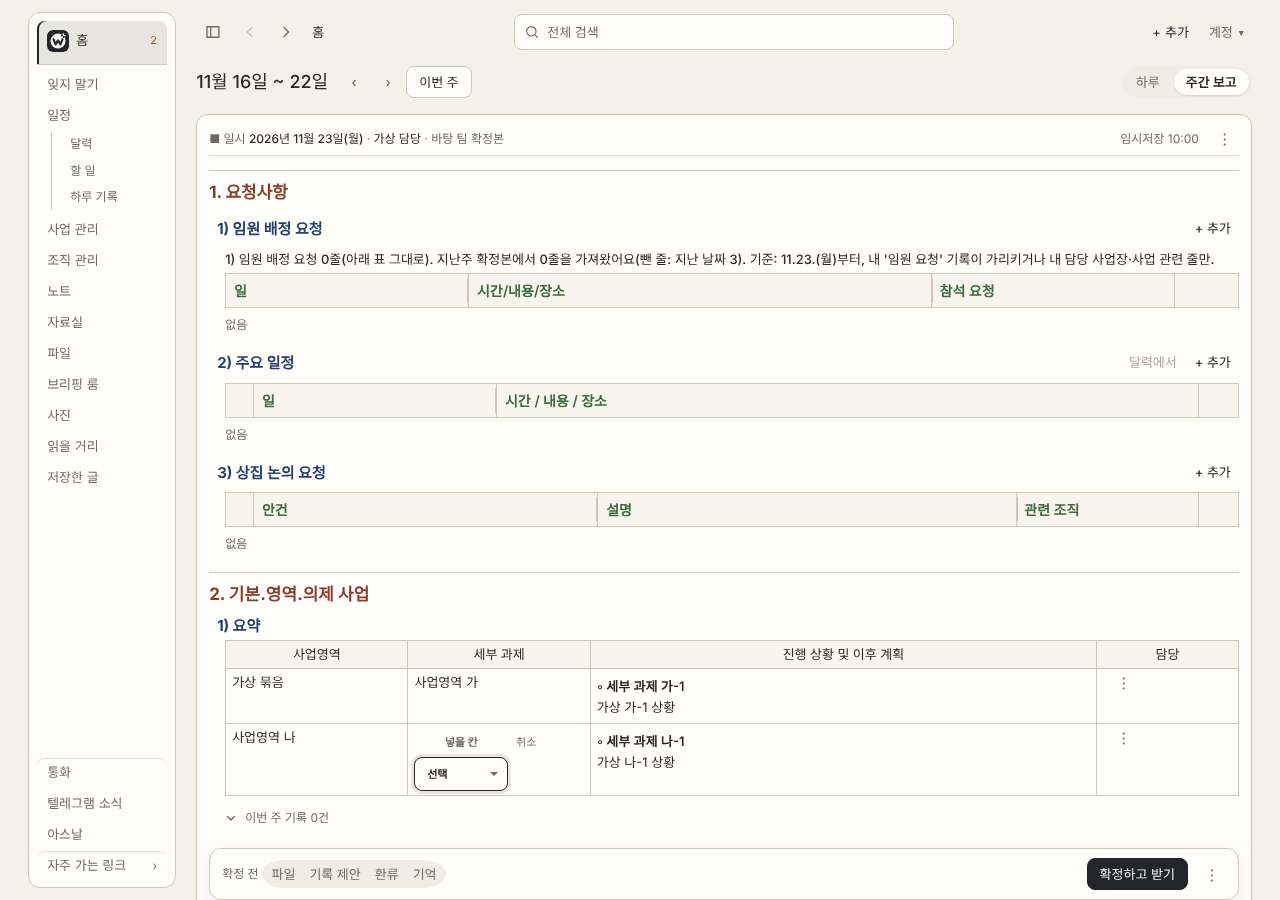 홈 2
잊지 말기
일정
달력
할 일
하루 기록
사업 관리
조직 관리
노트
자료실
파일
브리핑 룸
사진
읽을 거리
저장한 글
통화
텔레그램 소식
아스날
자주 가는 링크 ›
홈
전체 검색
+ 추가 계정 ▾
11월 16일 ~ 22일 ‹ › 이번 주
하루 주간 보고
■ 일시 2026년 11월 23일(월) · 가상 담당 · 바탕 팀 확정본
임시저장 10:00 ⋮
1. 요청사항
1) 임원 배정 요청 + 추가
1) 임원 배정 요청 0줄(아래 표 그대로). 지난주 확정본에서 0줄을 가져왔어요(뺀 줄: 지난 날짜 3). 기준: 11.23.(월)부터, 내 '임원 요청' 기록이 가리키거나 내 담당 사업장·사업 관련 줄만.
일 시간/내용/장소 참석 요청
없음
2) 주요 일정 달력에서 + 추가
일 시간 / 내용 / 장소
없음
3) 상집 논의 요청 + 추가
안건 설명 관련 조직
없음
2. 기본.영역.의제 사업
1) 요약
사업영역 세부 과제 진행 상황 및 이후 계획 담당
가상 묶음 사업영역 가 ∘ 세부 과제 가-1 ⋮
가상 가-1 상황
사업영역 나 넣을 칸 취소 ∘ 세부 과제 나-1 ⋮
선택 가상 나-1 상황
이번 주 기록 0건
확정 전 파일 기록 제안 환류 기억 확정하고 받기 ⋮